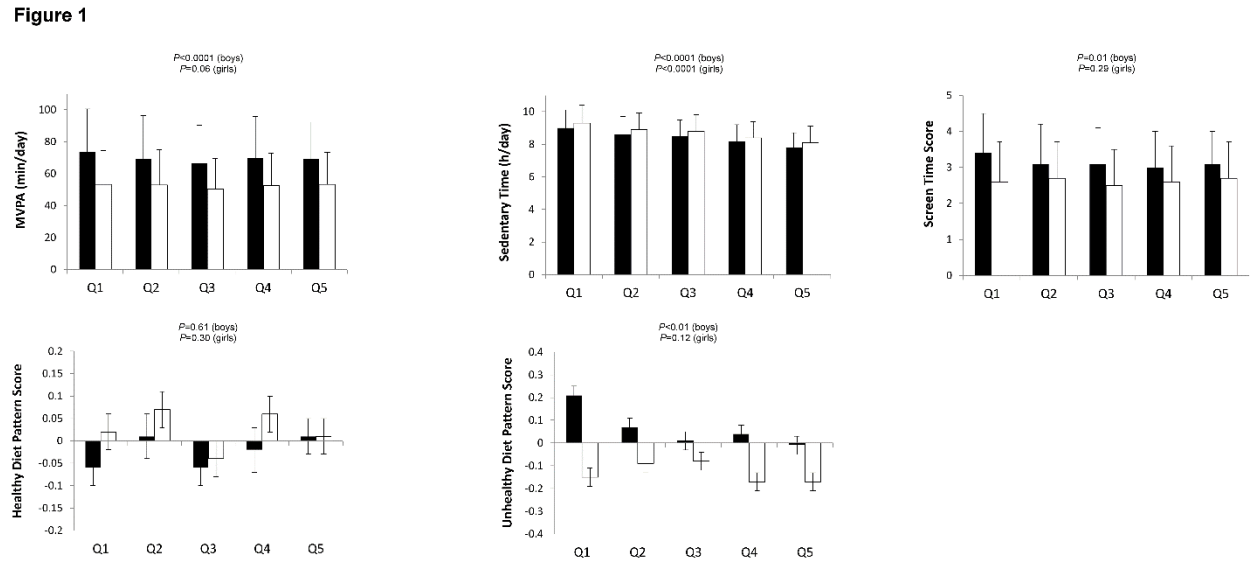 Figure 1
P<0.0001 (boys)
P=0.06 (girls)
MVPA (min/day)
100
80
60
40
20
0
Q1 Q2 Q3 Q4 Q5
P<0.0001 (boys)
P<0.0001 (girls)
Sedentary Time (h/day)
10
8
6
4
2
0
Q1 Q2 Q3 Q4 Q5
P=0.01 (boys)
P=0.29 (girls)
Screen Time Score
5
4
3
2
1
0
Q1 Q2 Q3 Q4 Q5
P=0.61 (boys)
P=0.30 (girls)
Healthy Diet Pattern Score
0.2
0.15
0.1
0.05
0
-0.05
-0.1
-0.15
-0.2
Q1 Q2 Q3 Q4 Q5
P<0.01 (boys)
P=0.12 (girls)
Unhealthy Diet Pattern Score
0.4
0.3
0.2
0.1
0
-0.1
-0.2
-0.3
-0.4
Q1 Q2 Q3 Q4 Q5